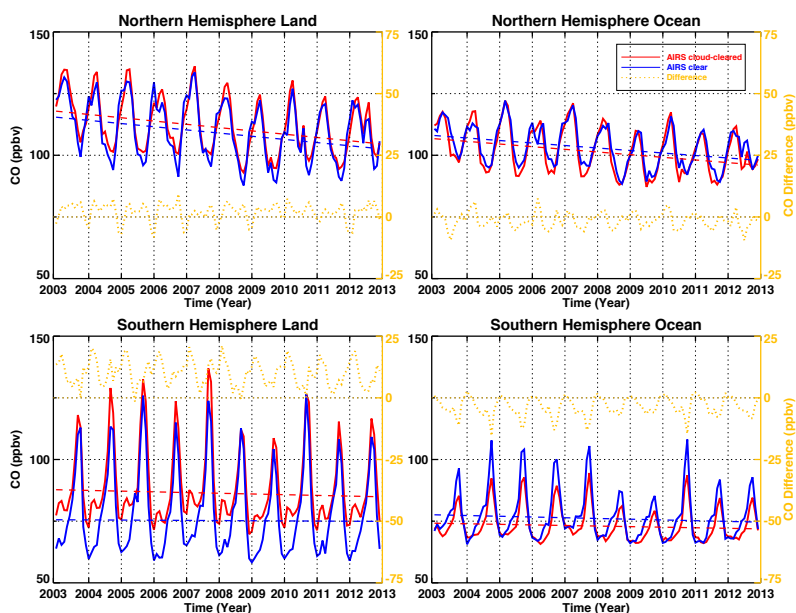 Northern Hemisphere Land
Northern Hemisphere Ocean
150
100
50
CO (ppbv)
75
50
25
0
-25
2003 2004 2005 2006 2007 2008 2009 2010 2011 2012 2013
Time (Year)
150
100
50
CO (ppbv)
AIRS cloud-cleared
AIRS clear
Difference
75
50
25
0
-25
CO Difference (ppbv)
2003 2004 2005 2006 2007 2008 2009 2010 2011 2012 2013
Time (Year)
Southern Hemisphere Land
Southern Hemisphere Ocean
150
100
50
CO (ppbv)
25
0
-25
-50
-75
2003 2004 2005 2006 2007 2008 2009 2010 2011 2012 2013
Time (Year)
150
100
50
25
0
-25
-50
-75
CO Difference (ppbv)
2003 2004 2005 2006 2007 2008 2009 2010 2011 2012 2013
Time (Year)